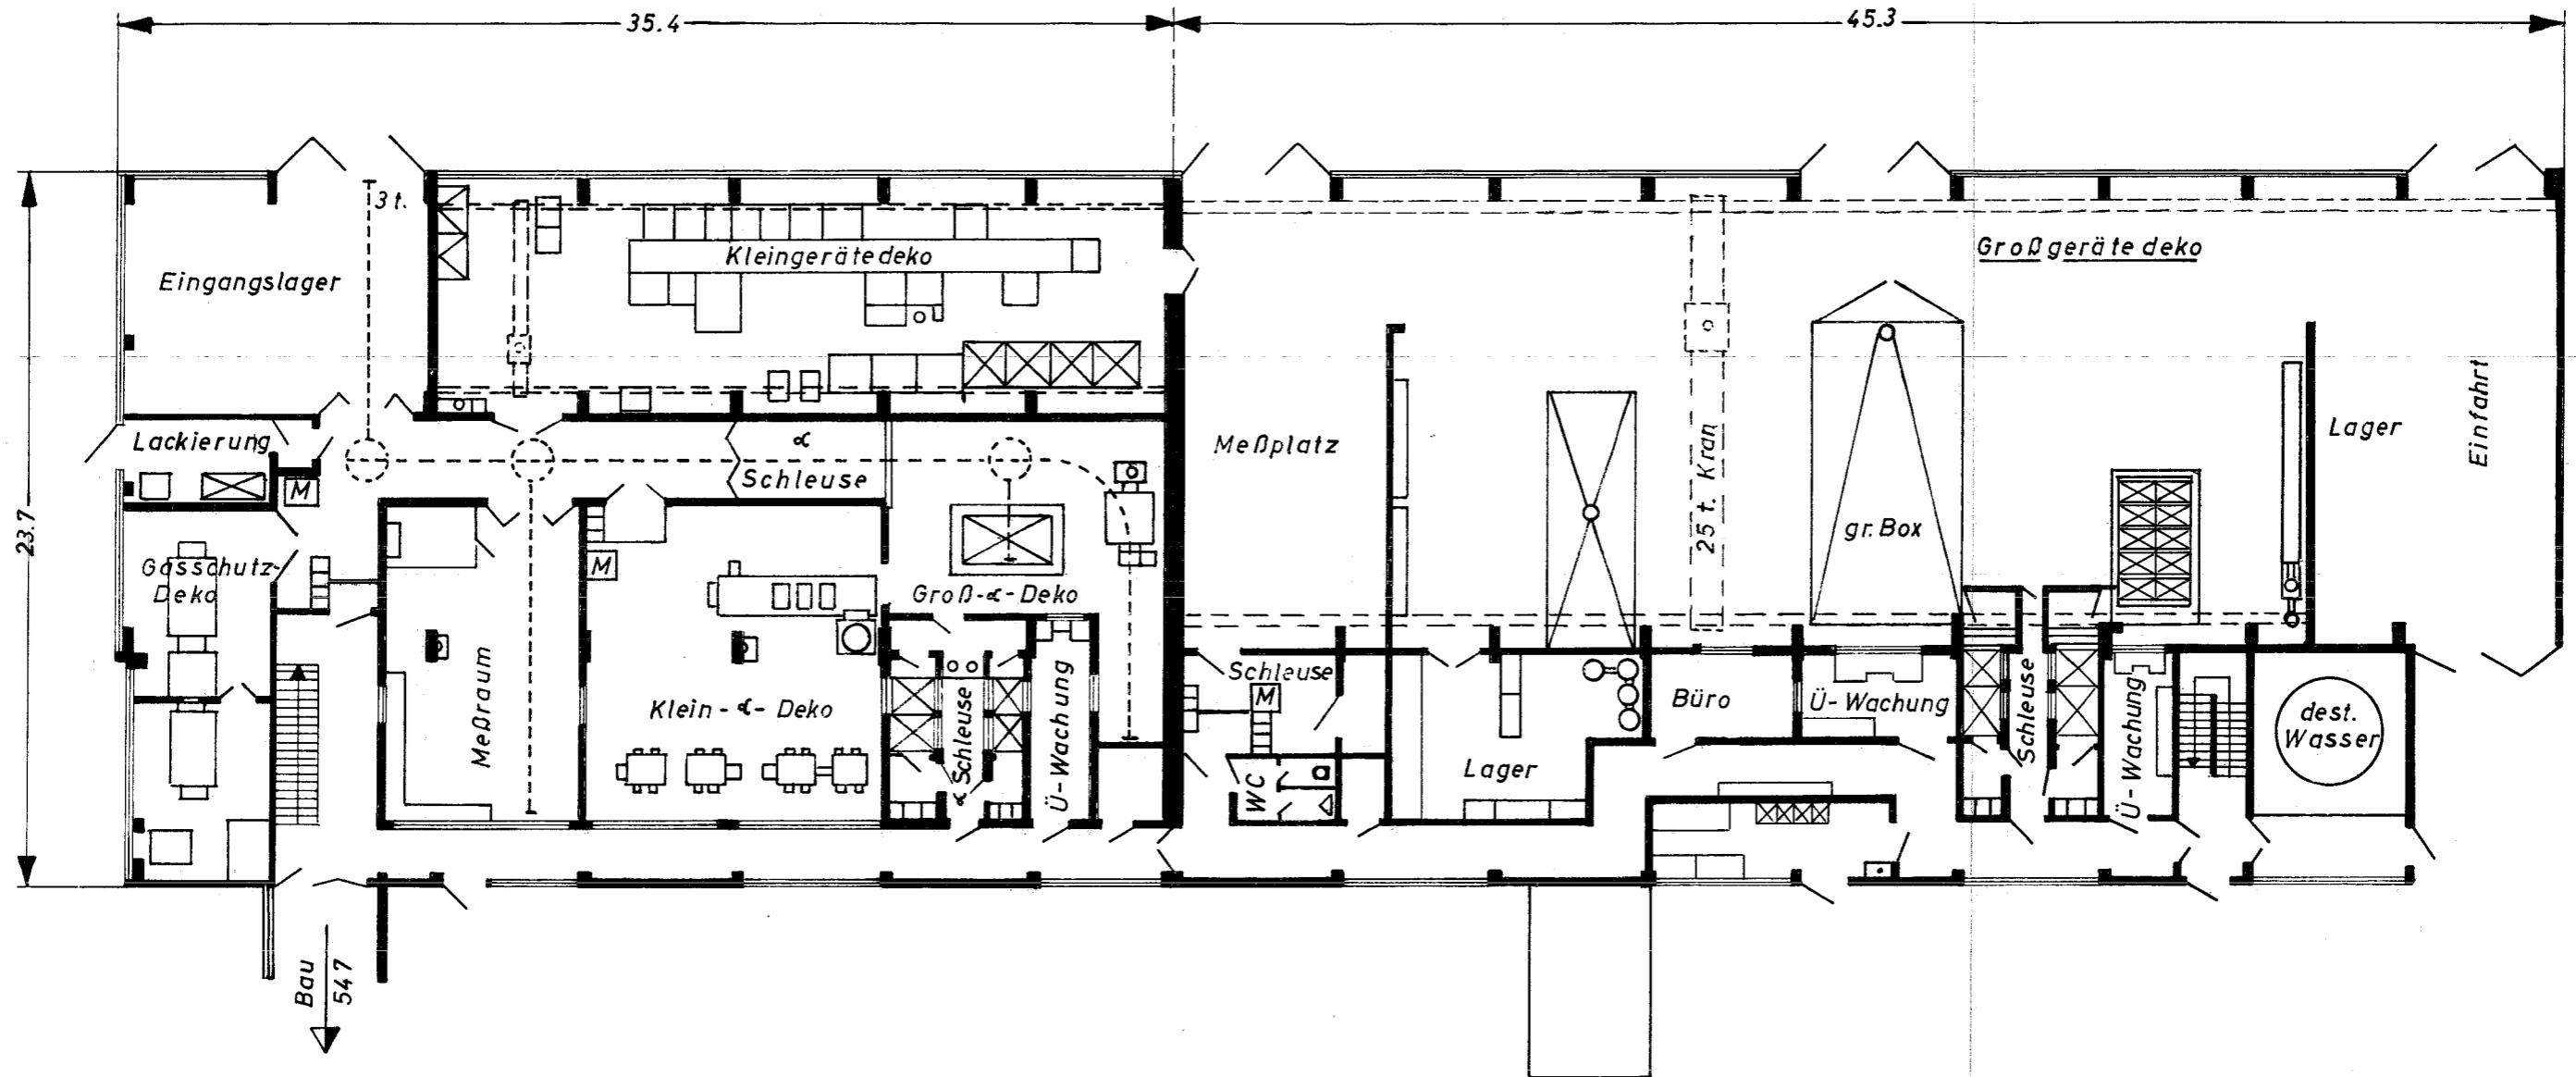 35.4
45.3
23.7
3t.
Eingangslager
Kleingerätedeko
Großgerätedeko
Lackierung
M
α
Schleuse
Meßplatz
25 t. Kran
gr. Box
Lager
Einfahrt
Gasschutz-
Deko
M
Groß-α-Deko
Meßraum
Klein-α-Deko
α Schleuse
Ü-Wachung
Schleuse
M
WC
Lager
Büro
Ü-Wachung
Schleuse
Ü-Wachung
dest.
Wasser
Bau
547